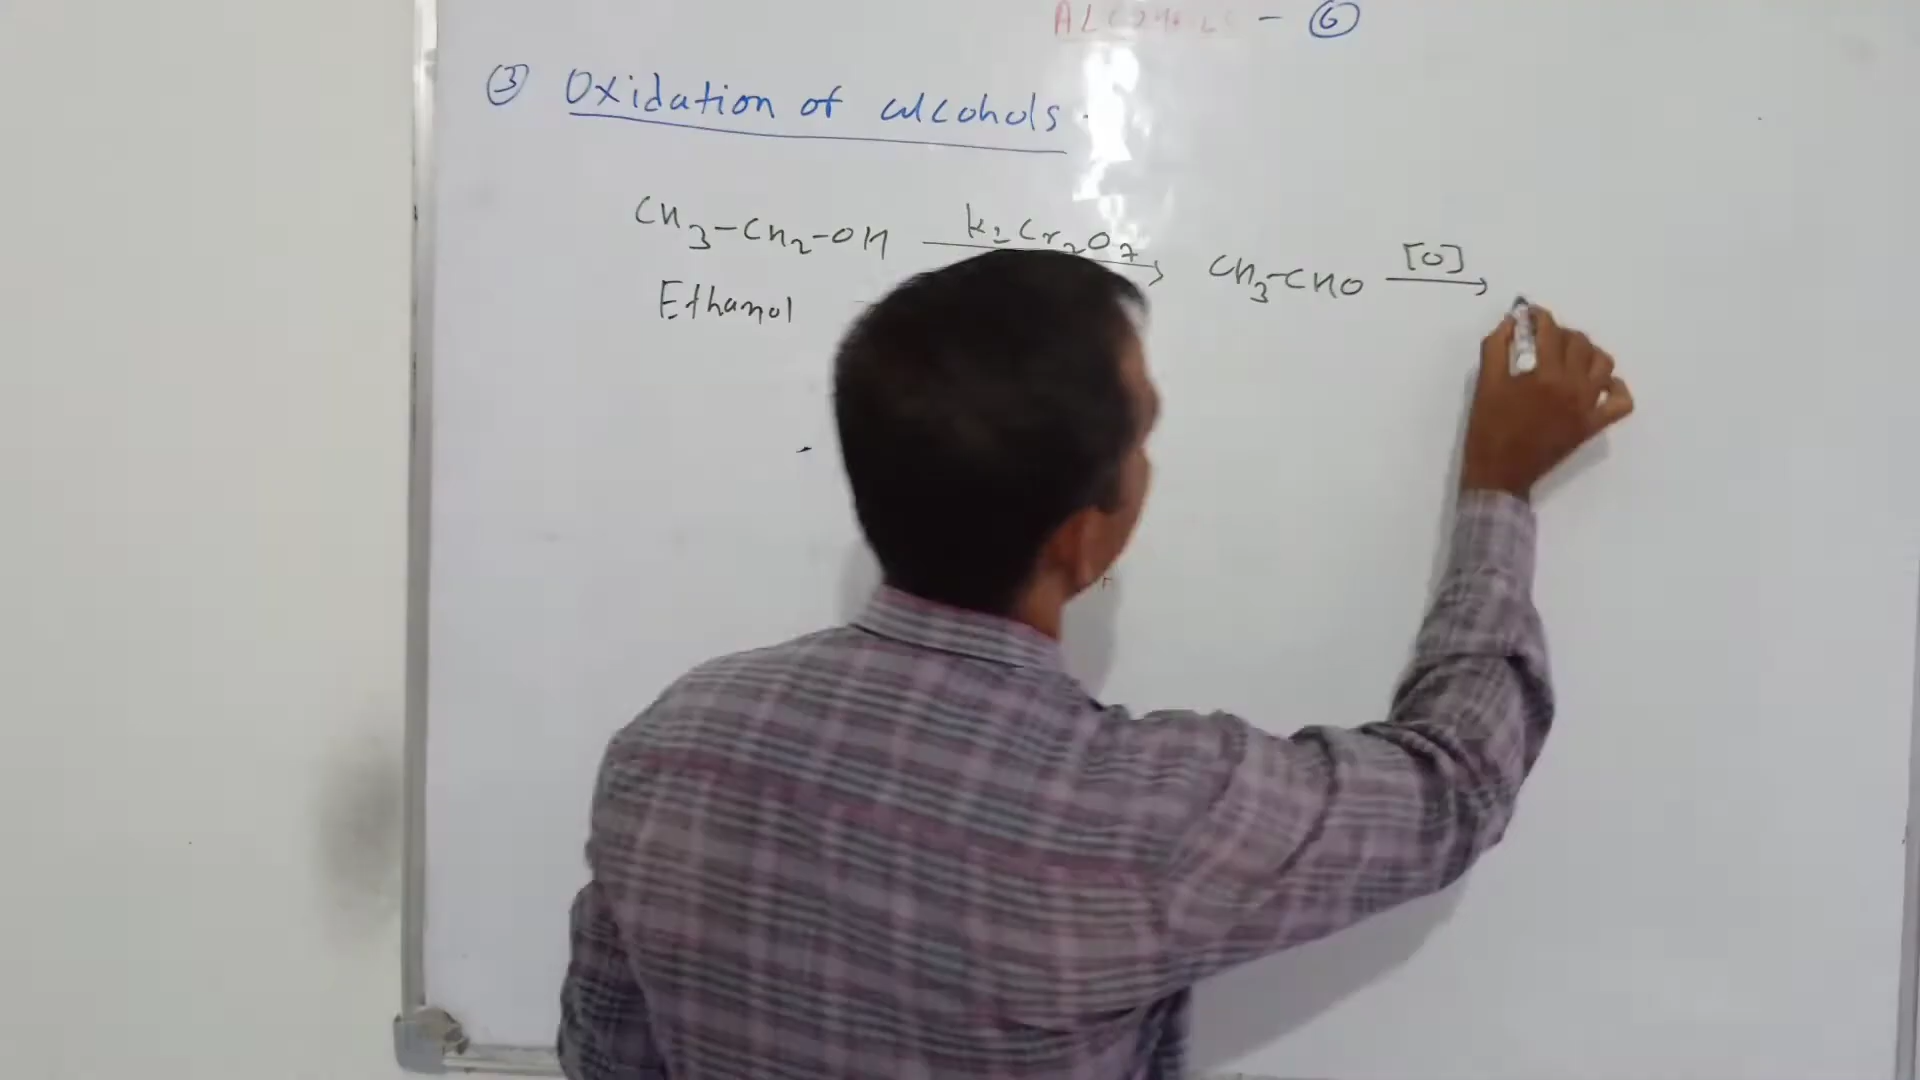 ALCOHOLS - ⑥
③ Oxidation of alcohols.
CH3-CH2-OH K2Cr2O7 → CH3-CHO [O] →
Ethanol